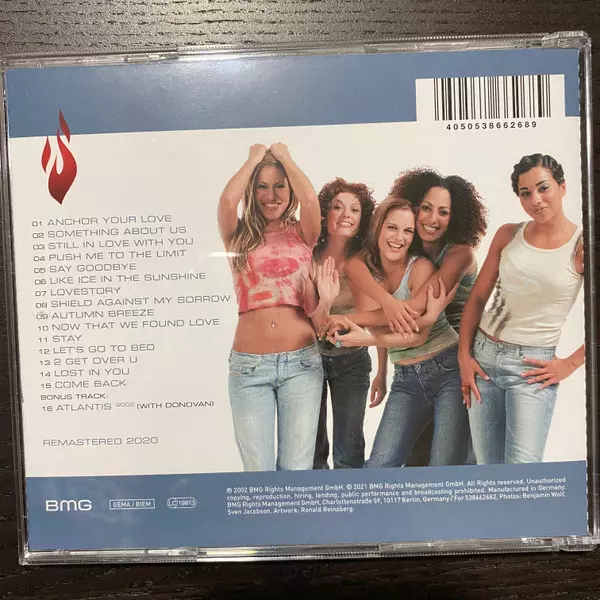 4050538662689
01 ANCHOR YOUR LOVE
02 SOMETHING ABOUT US
03 STILL IN LOVE WITH YOU
04 PUSH ME TO THE LIMIT
05 SAY GOODBYE
06 LIKE ICE IN THE SUNSHINE
07 LOVESTORY
08 SHIELD AGAINST MY SORROW
09 AUTUMN BREEZE
10 NOW THAT WE FOUND LOVE
11 STAY
12 LET'S GO TO BED
13 2 GET OVER U
14 LOST IN YOU
15 COME BACK
BONUS TRACK:
16 ATLANTIS 2002 (WITH DONOVAN)
REMASTERED 2020
BMG
GEMA / BIEM
LC 19813
℗ 2002 BMG Rights Management GmbH. © 2021 BMG Rights Management GmbH. All Rights reserved. Unauthorized
copying, reproduction, hiring, lending, public performance and broadcasting prohibited. Manufactured in Germany.
BMG Rights Management GmbH, Charlottenstraße 59, 10117 Berlin, Germany / For 538662682, Photos: Benjamin Wolf,
Sven Jacobsen. Artwork: Ronald Reinsberg.